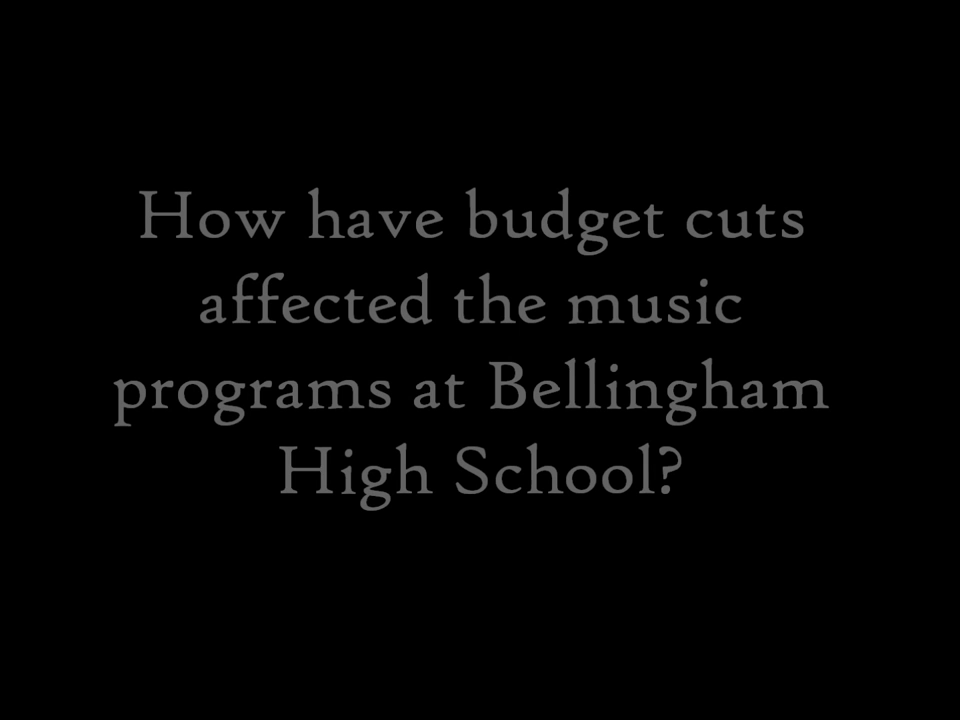 How have budget cuts
affected the music
programs at Bellingham
High School?